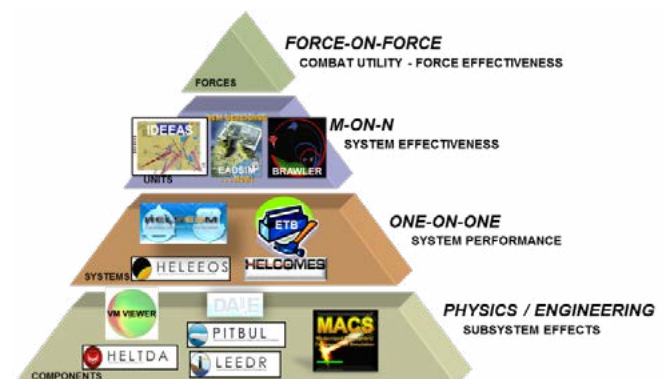 FORCE-ON-FORCE
COMBAT UTILITY - FORCE EFFECTIVENESS
FORCES
M-ON-N
SYSTEM EFFECTIVENESS
IDEEAS
EADSIM
BRAWLER
UNITS
ONE-ON-ONE
SYSTEM PERFORMANCE
ETB
HELEEOS
HELCOMES
SYSTEMS
PHYSICS / ENGINEERING
SUBSYSTEM EFFECTS
VM VIEWER
PITBUL
MACS
HELTDA
LEEDR
COMPONENTS